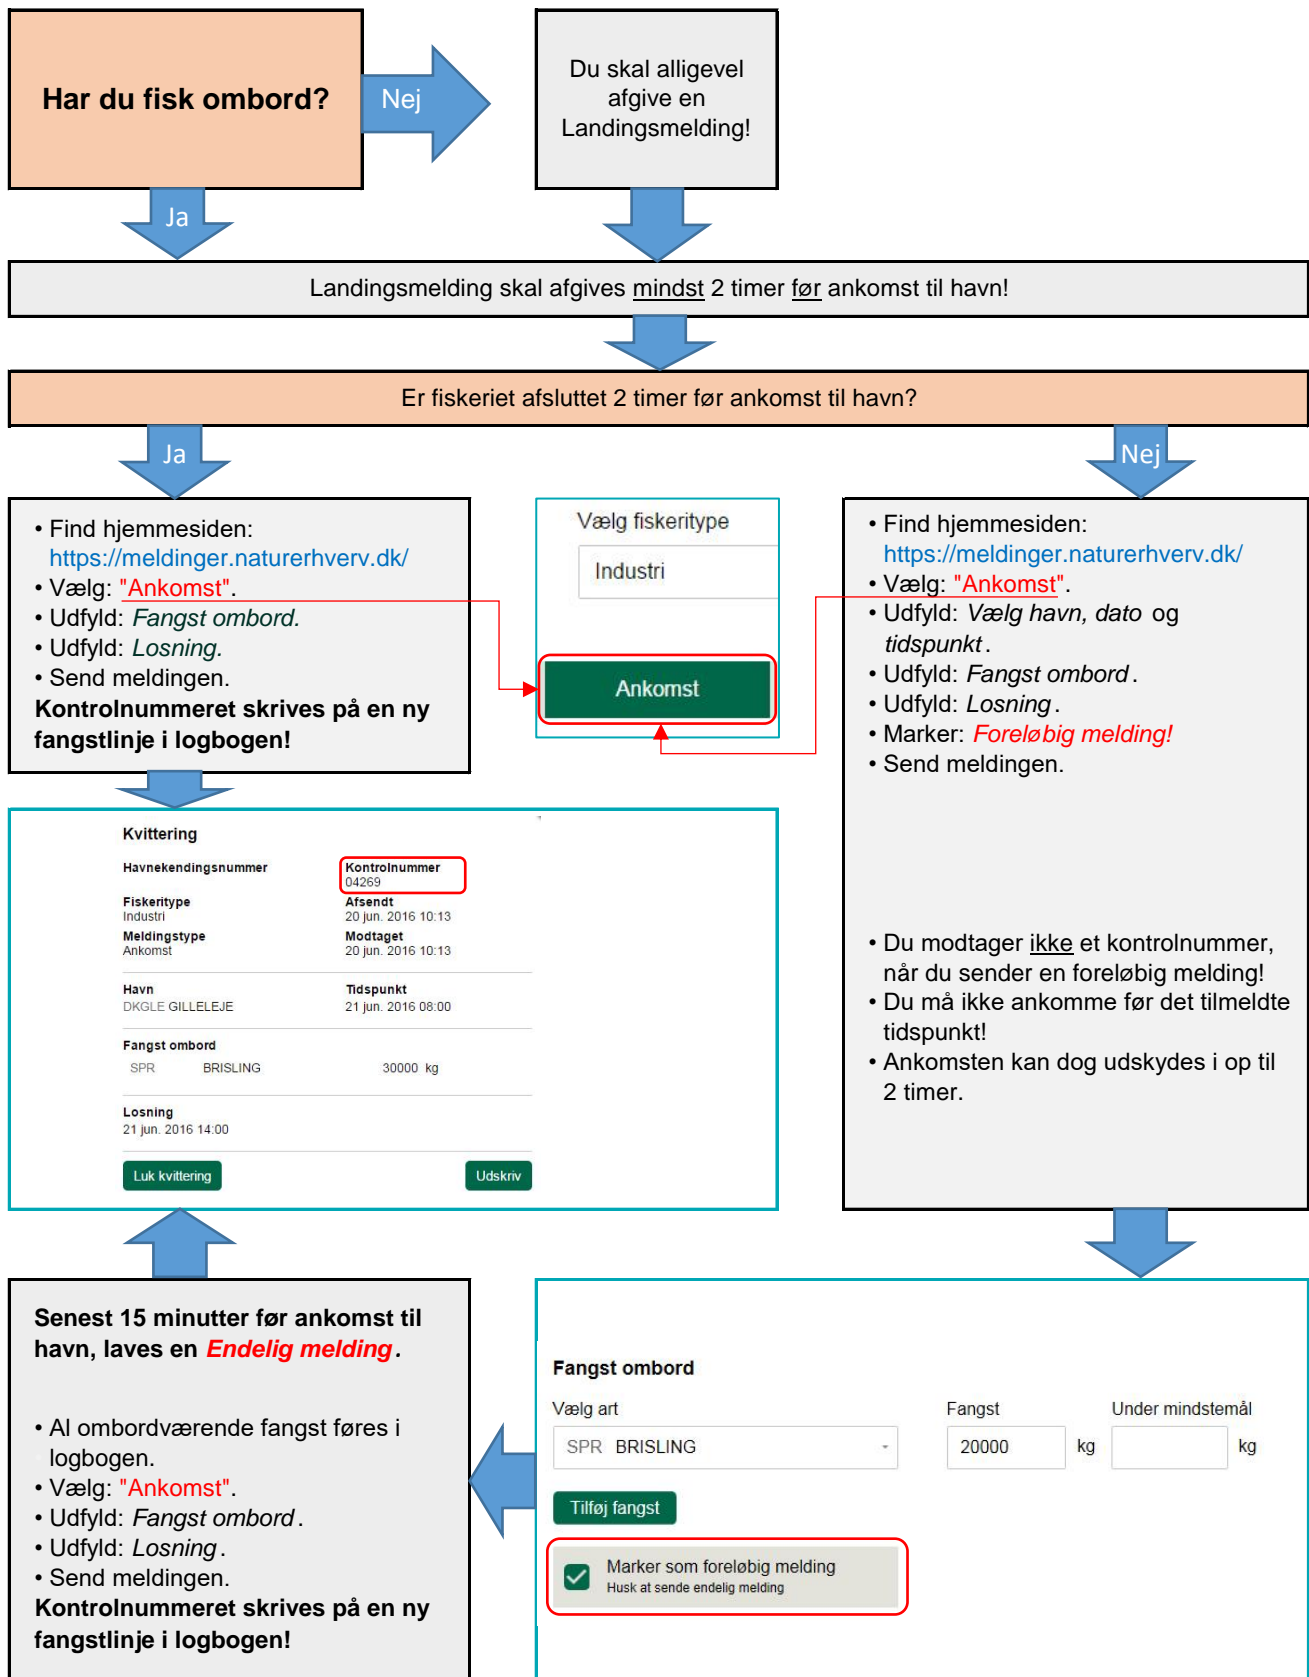 Har du fisk ombord?
Nej
Du skal alligevel
afgive en
Landingsmelding!
Ja
Landingsmelding skal afgives mindst 2 timer før ankomst til havn!
Er fiskeriet afsluttet 2 timer før ankomst til havn?
Ja
Nej
• Find hjemmesiden:
https://meldinger.naturerhverv.dk/
• Vælg: "Ankomst".
• Udfyld: Fangst ombord.
• Udfyld: Losning.
• Send meldingen.
Kontrolnummeret skrives på en ny
fangstlinje i logbogen!
Vælg fiskeritype
Industri
Ankomst
• Find hjemmesiden:
https://meldinger.naturerhverv.dk/
• Vælg: "Ankomst".
• Udfyld: Vælg havn, dato og
tidspunkt.
• Udfyld: Fangst ombord.
• Udfyld: Losning.
• Marker: Foreløbig melding!
• Send meldingen.
• Du modtager ikke et kontrolnummer,
når du sender en foreløbig melding!
• Du må ikke ankomme før det tilmeldte
tidspunkt!
• Ankomsten kan dog udskydes i op til
2 timer.
Kvittering
Havnekendingsnummer Kontrolnummer
04269
Fiskeritype Afsendt
Industri 20 jun. 2016 10:13
Meldingstype Modtaget
Ankomst 20 jun. 2016 10:13
Havn Tidspunkt
DKGLE GILLELEJE 21 jun. 2016 08:00
Fangst ombord
SPR BRISLING 30000 kg
Losning
21 jun. 2016 14:00
Luk kvittering Udskriv
Senest 15 minutter før ankomst til
havn, laves en Endelig melding.
• Al ombordværende fangst føres i
logbogen.
• Vælg: "Ankomst".
• Udfyld: Fangst ombord.
• Udfyld: Losning.
• Send meldingen.
Kontrolnummeret skrives på en ny
fangstlinje i logbogen!
Fangst ombord
Vælg art Fangst Under mindstemål
SPR BRISLING 20000 kg kg
Tilføj fangst
Marker som foreløbig melding
Husk at sende endelig melding